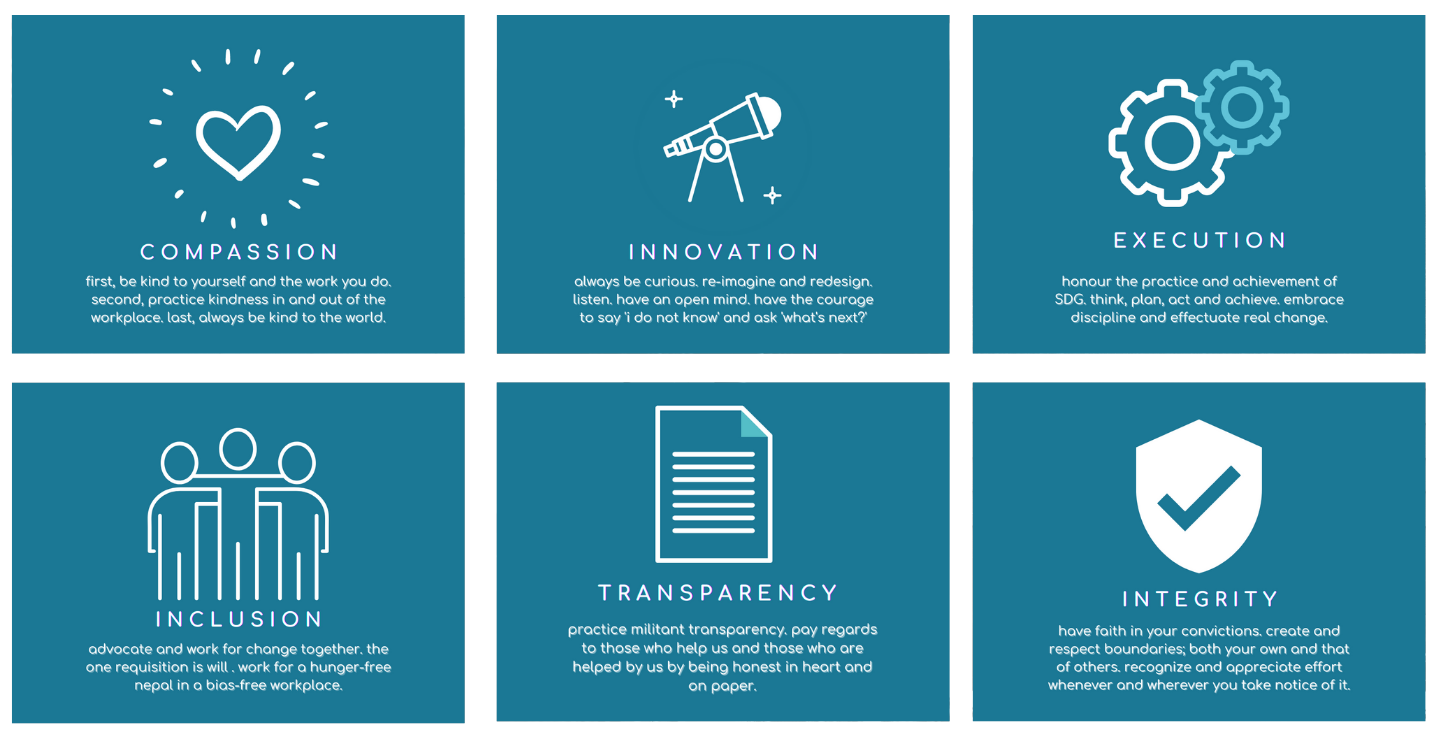 COMPASSION
first, be kind to yourself and the work you do.
second, practice kindness in and out of the
workplace. last, always be kind to the world.
INNOVATION
always be curious. re-imagine and redesign.
listen. have an open mind. have the courage
to say 'i do not know' and ask 'what's next?'
EXECUTION
honour the practice and achievement of
SDG. think, plan, act and achieve. embrace
discipline and effectuate real change.
INCLUSION
advocate and work for change together. the
one requisition is will . work for a hunger-free
nepal in a bias-free workplace.
TRANSPARENCY
practice militant transparency. pay regards
to those who help us and those who are
helped by us by being honest in heart and
on paper.
INTEGRITY
have faith in your convictions. create and
respect boundaries; both your own and that
of others. recognize and appreciate effort
whenever and wherever you take notice of it.